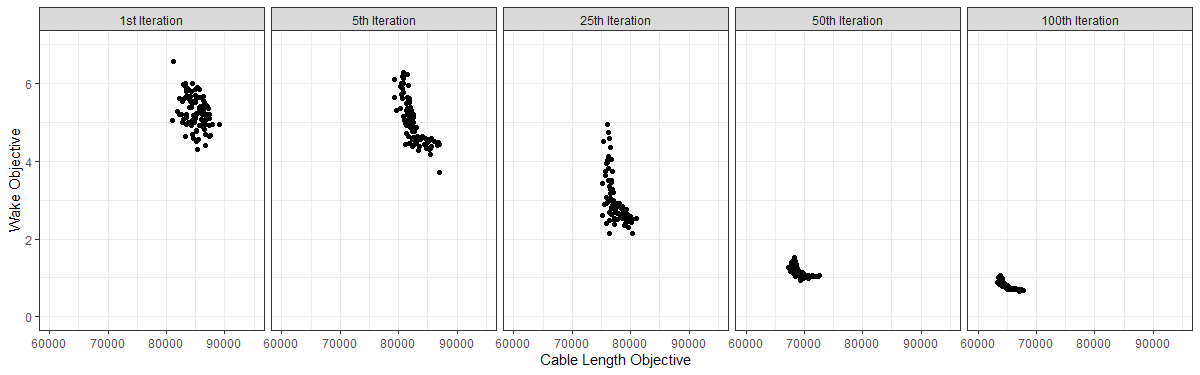 1st Iteration 5th Iteration 25th Iteration 50th Iteration 100th Iteration
6
4
2
0
Wake Objective
60000 70000 80000 90000 60000 70000 80000 90000 60000 70000 80000 90000 60000 70000 80000 90000 60000 70000 80000 90000
Cable Length Objective